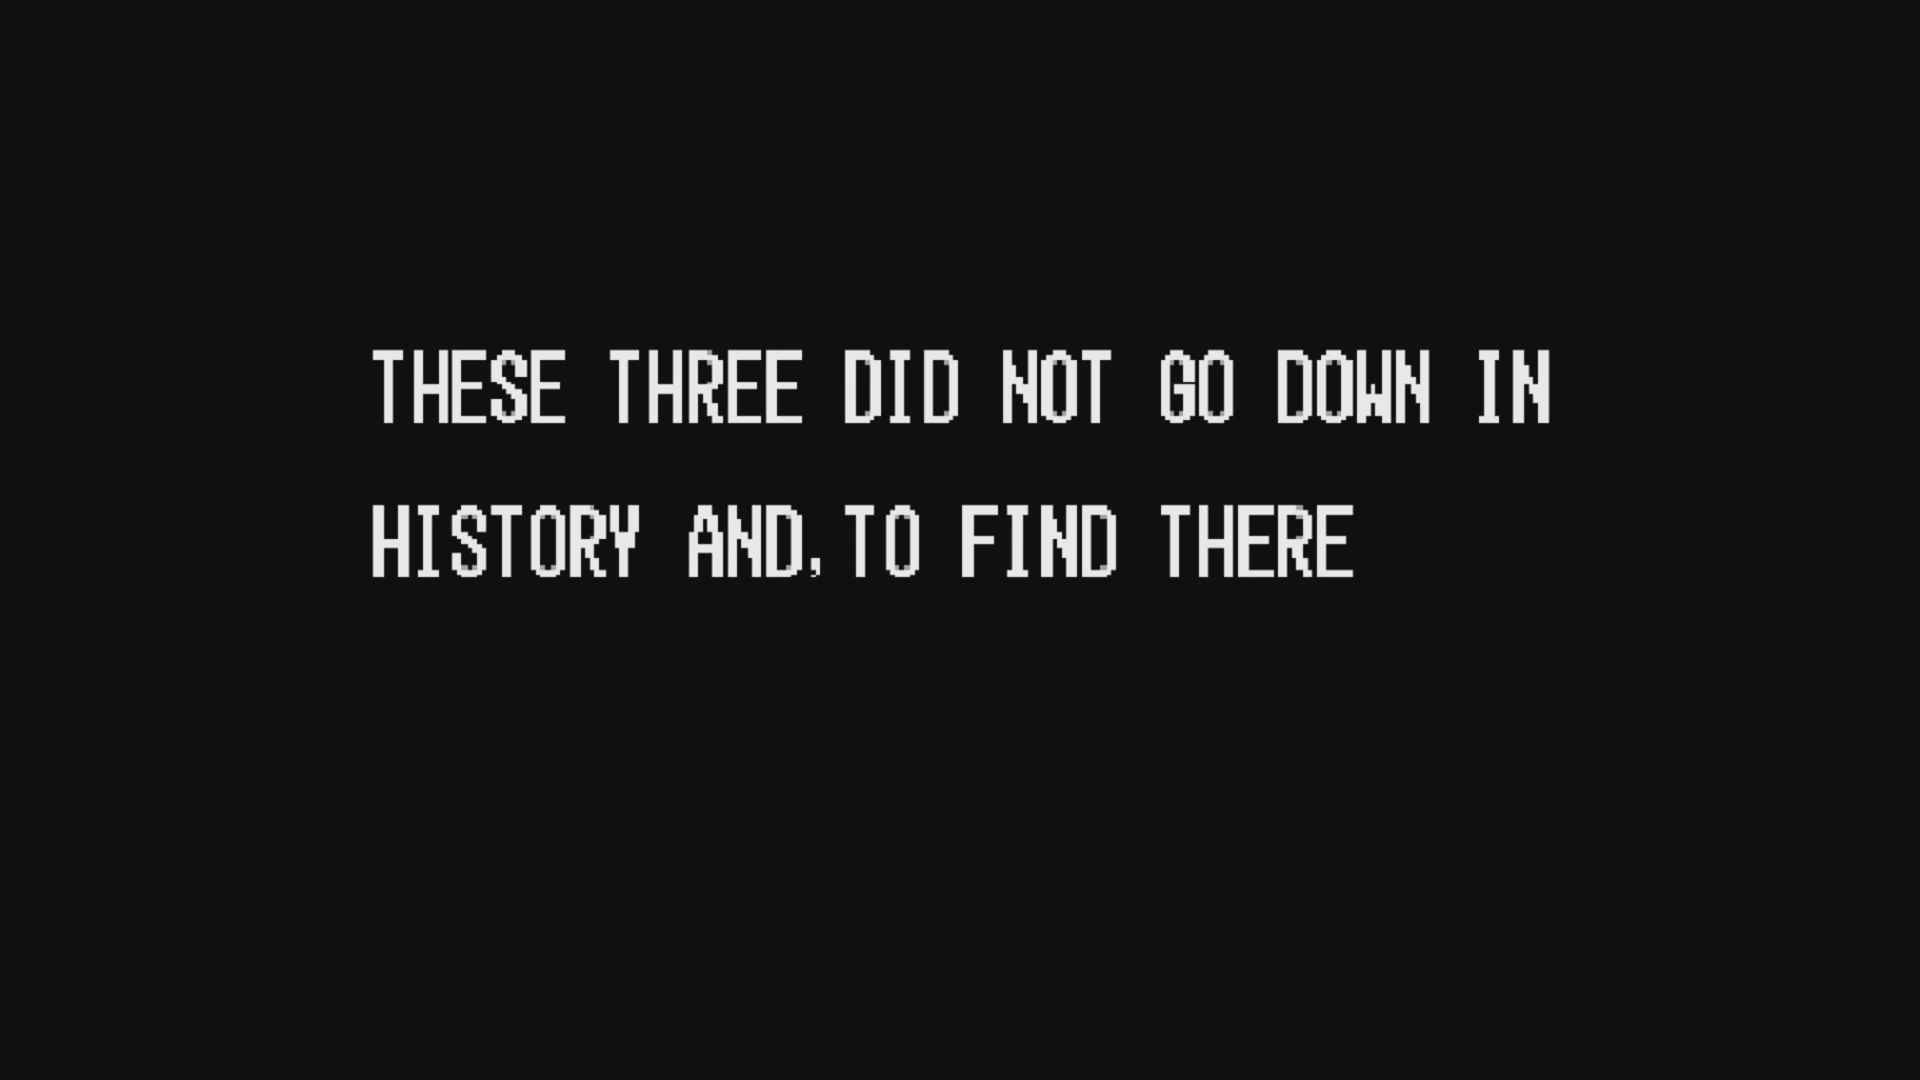 THESE THREE DID NOT GO DOWN IN
HISTORY AND,TO FIND THERE